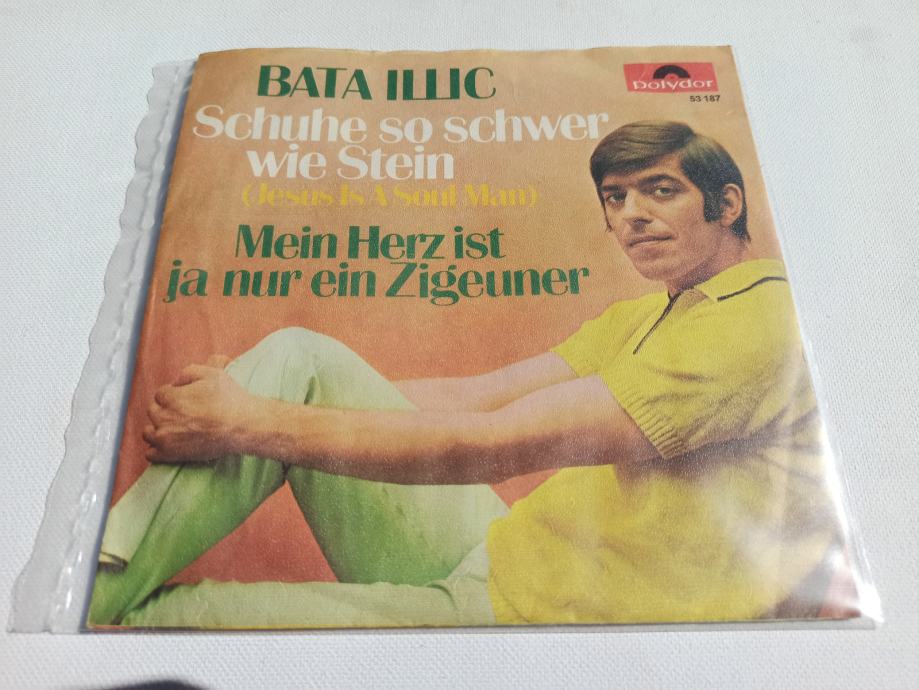 BATA ILLIC
Polydor
53 187
Schuhe so schwer
wie Stein
(Jesus Is A Soul Man)
Mein Herz ist
ja nur ein Zigeuner